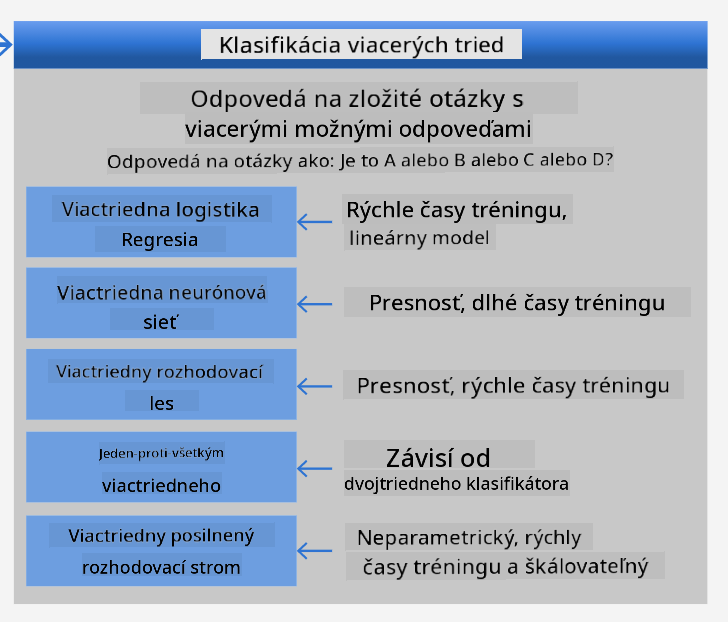 Klasifikácia viacerých tried
Odpovedá na zložité otázky s
viacerými možnými odpoveďami
Odpovedá na otázky ako: Je to A alebo B alebo C alebo D?
Viactriedna logistika
Regresia
Rýchle časy tréningu,
lineárny model
Viactriedna neurónová
sieť
Presnosť, dlhé časy tréningu
Viactriedny rozhodovací
les
Presnosť, rýchle časy tréningu
Jeden-proti-všetkým
viactriedneho
Závisí od
dvojtriedneho klasifikátora
Viactriedny posilnený
rozhodovací strom
Neparametrický, rýchly
časy tréningu a škálovateľný